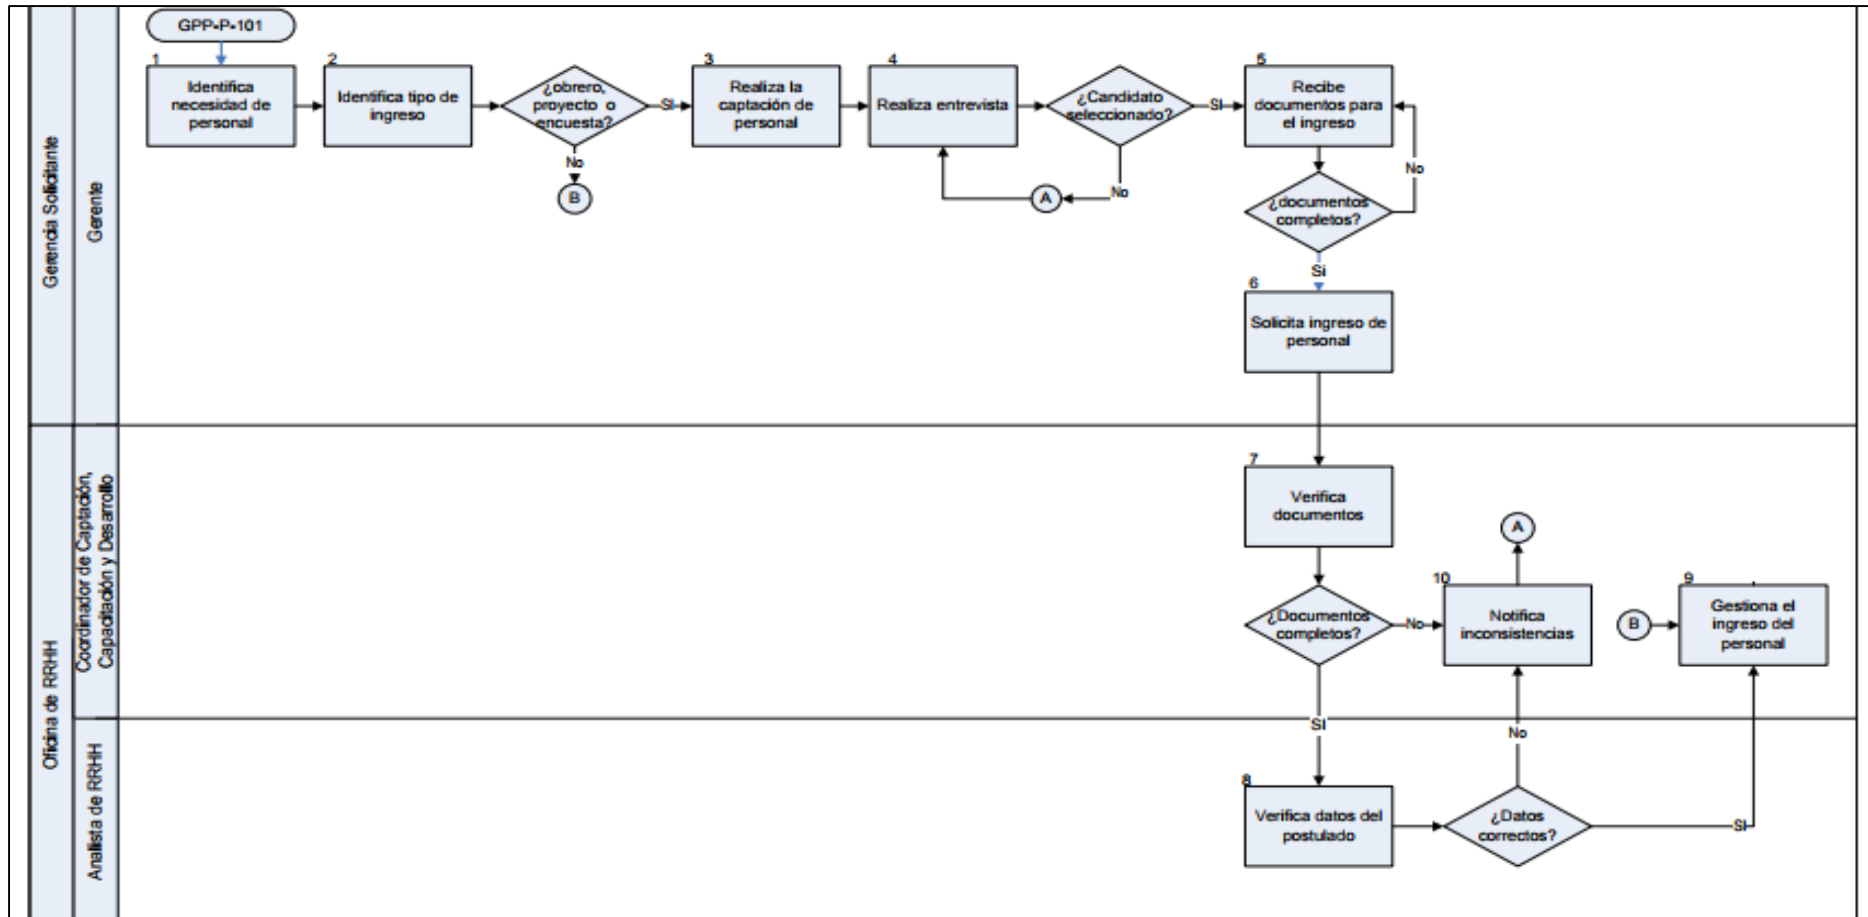 GPP-P-101
1
Identifica
necesidad de
personal
2
Identifica tipo de
ingreso
¿obrero,
proyecto o
encuesta?
SI
No
B
3
Realiza la
captación de
personal
4
Realiza entrevista
¿Candidato
seleccionado?
SI
No
A
5
Recibe
documentos para
el ingreso
¿documentos
completos?
No
Si
6
Solicita ingreso de
personal
Gerencia Solicitante
Gerente
7
Verifica
documentos
¿Documentos
completos?
No
SI
10
Notifica
inconsistencias
A
B
9
Gestiona el
ingreso del
personal
Oficina de RRHH
Coordinador de Captación,
Capacitación y Desarrollo
8
Verifica datos del
postulado
¿Datos
correctos?
No
SI
Analista de RRHH